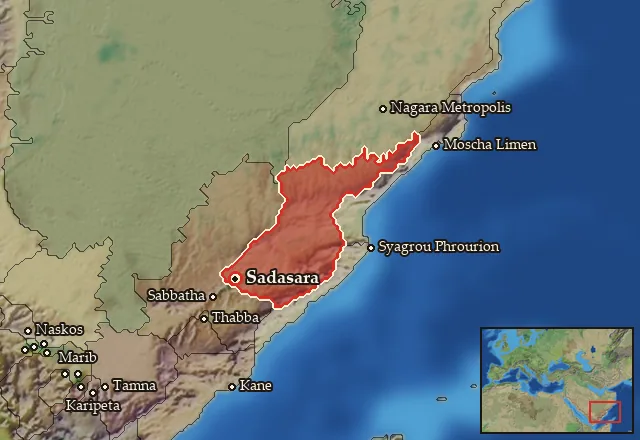 Nagara Metropolis
Moscha Limen
Syagrou Phrourion
Sadasara
Sabbatha
Thabba
Naskos
Marib
Tamna
Kane
Karipeta